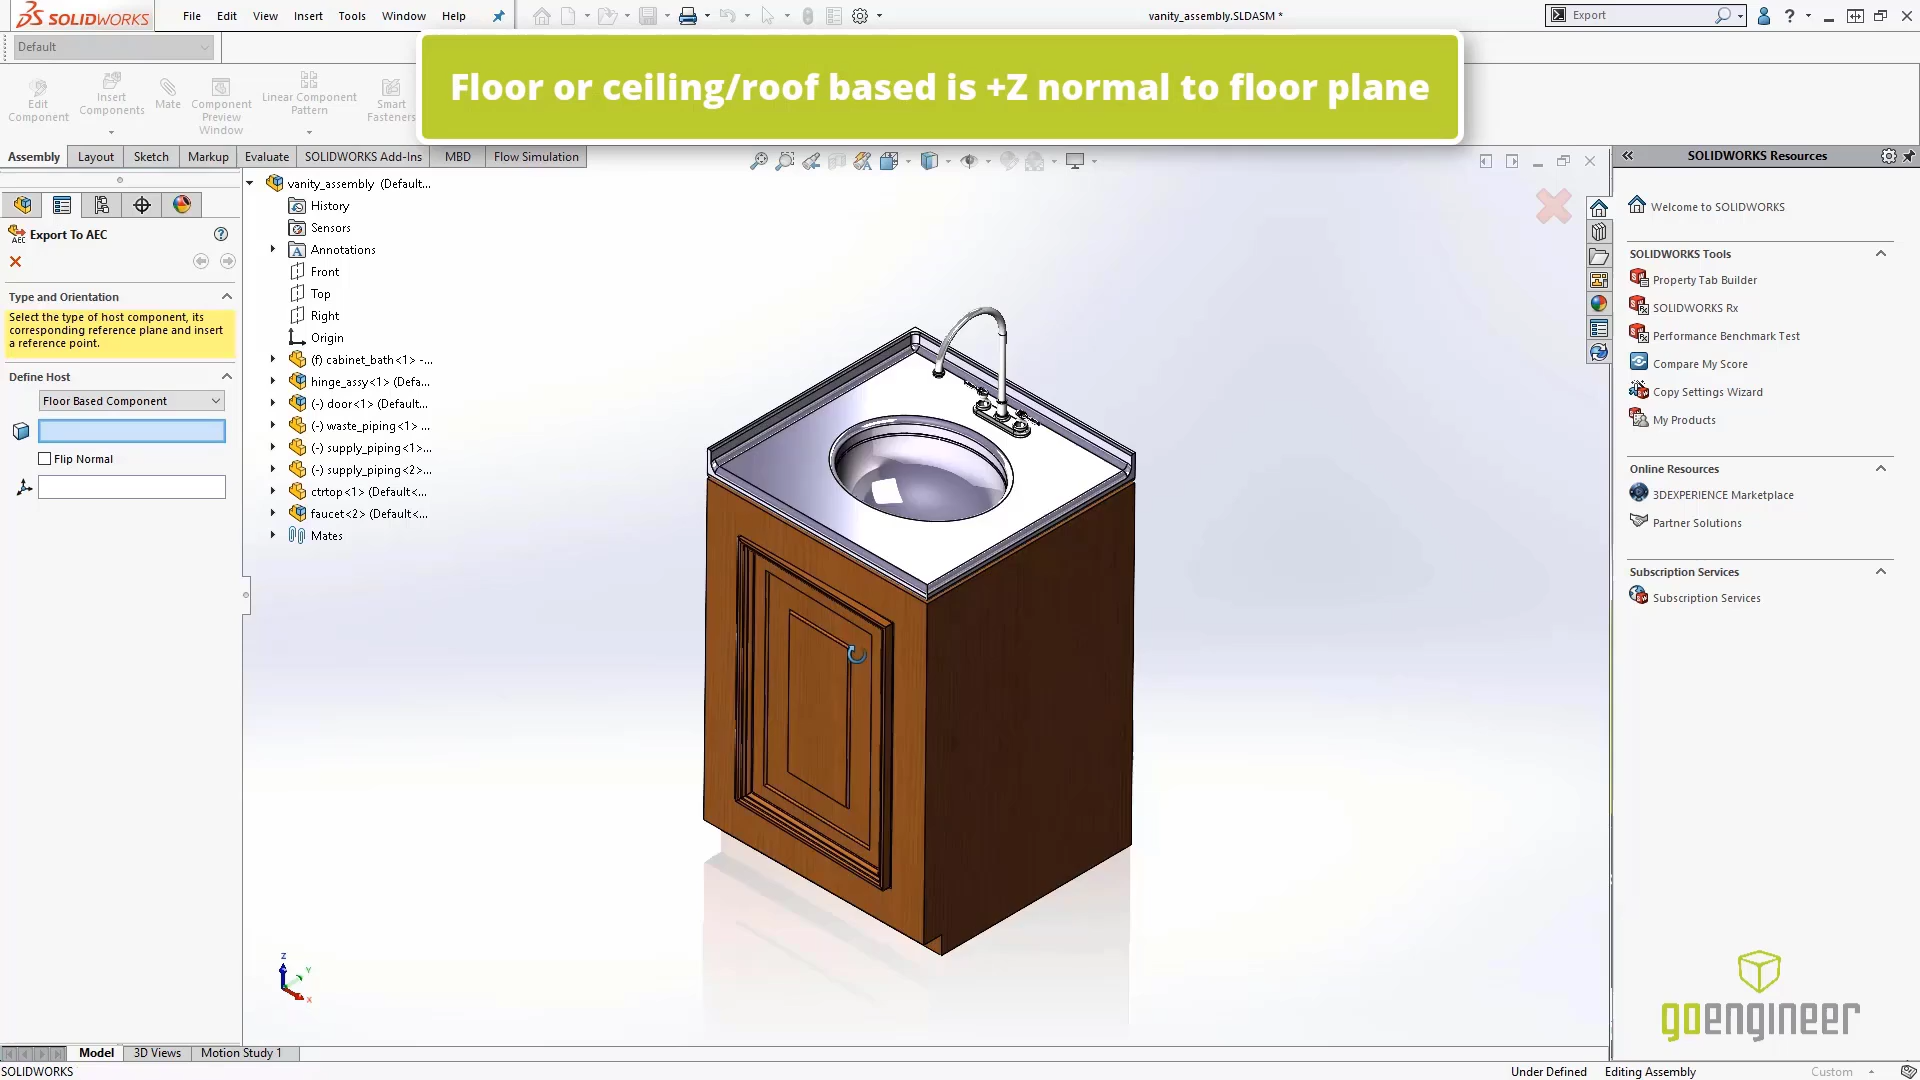 SOLIDWORKS
File Edit View Insert Tools Window Help
vanity_assembly.SLDASM *
Export
Default
Floor or ceiling/roof based is +Z normal to floor plane
Edit Component
Insert Components
Mate
Component Preview Window
Linear Component Pattern
Smart Fasteners
Assembly Layout Sketch Markup Evaluate SOLIDWORKS Add-Ins MBD Flow Simulation
Export To AEC
Type and Orientation
Select the type of host component, its
corresponding reference plane and insert
a reference point.
Define Host
Floor Based Component
Flip Normal
vanity_assembly (Default...
History
Sensors
Annotations
Front
Top
Right
Origin
(f) cabinet_bath<1> -...
hinge_assy<1> (Defa...
(-) door<1> (Default...
(-) waste_piping<1> ...
(-) supply_piping<1>...
(-) supply_piping<2>...
ctrtop<1> (Default<...
faucet<2> (Default<...
Mates
Z
Y
X
SOLIDWORKS Resources
Welcome to SOLIDWORKS
SOLIDWORKS Tools
Property Tab Builder
SOLIDWORKS Rx
Performance Benchmark Test
Compare My Score
Copy Settings Wizard
My Products
Online Resources
3DEXPERIENCE Marketplace
Partner Solutions
Subscription Services
Subscription Services
goengineer
Model 3D Views Motion Study 1
SOLIDWORKS
Under Defined Editing Assembly Custom